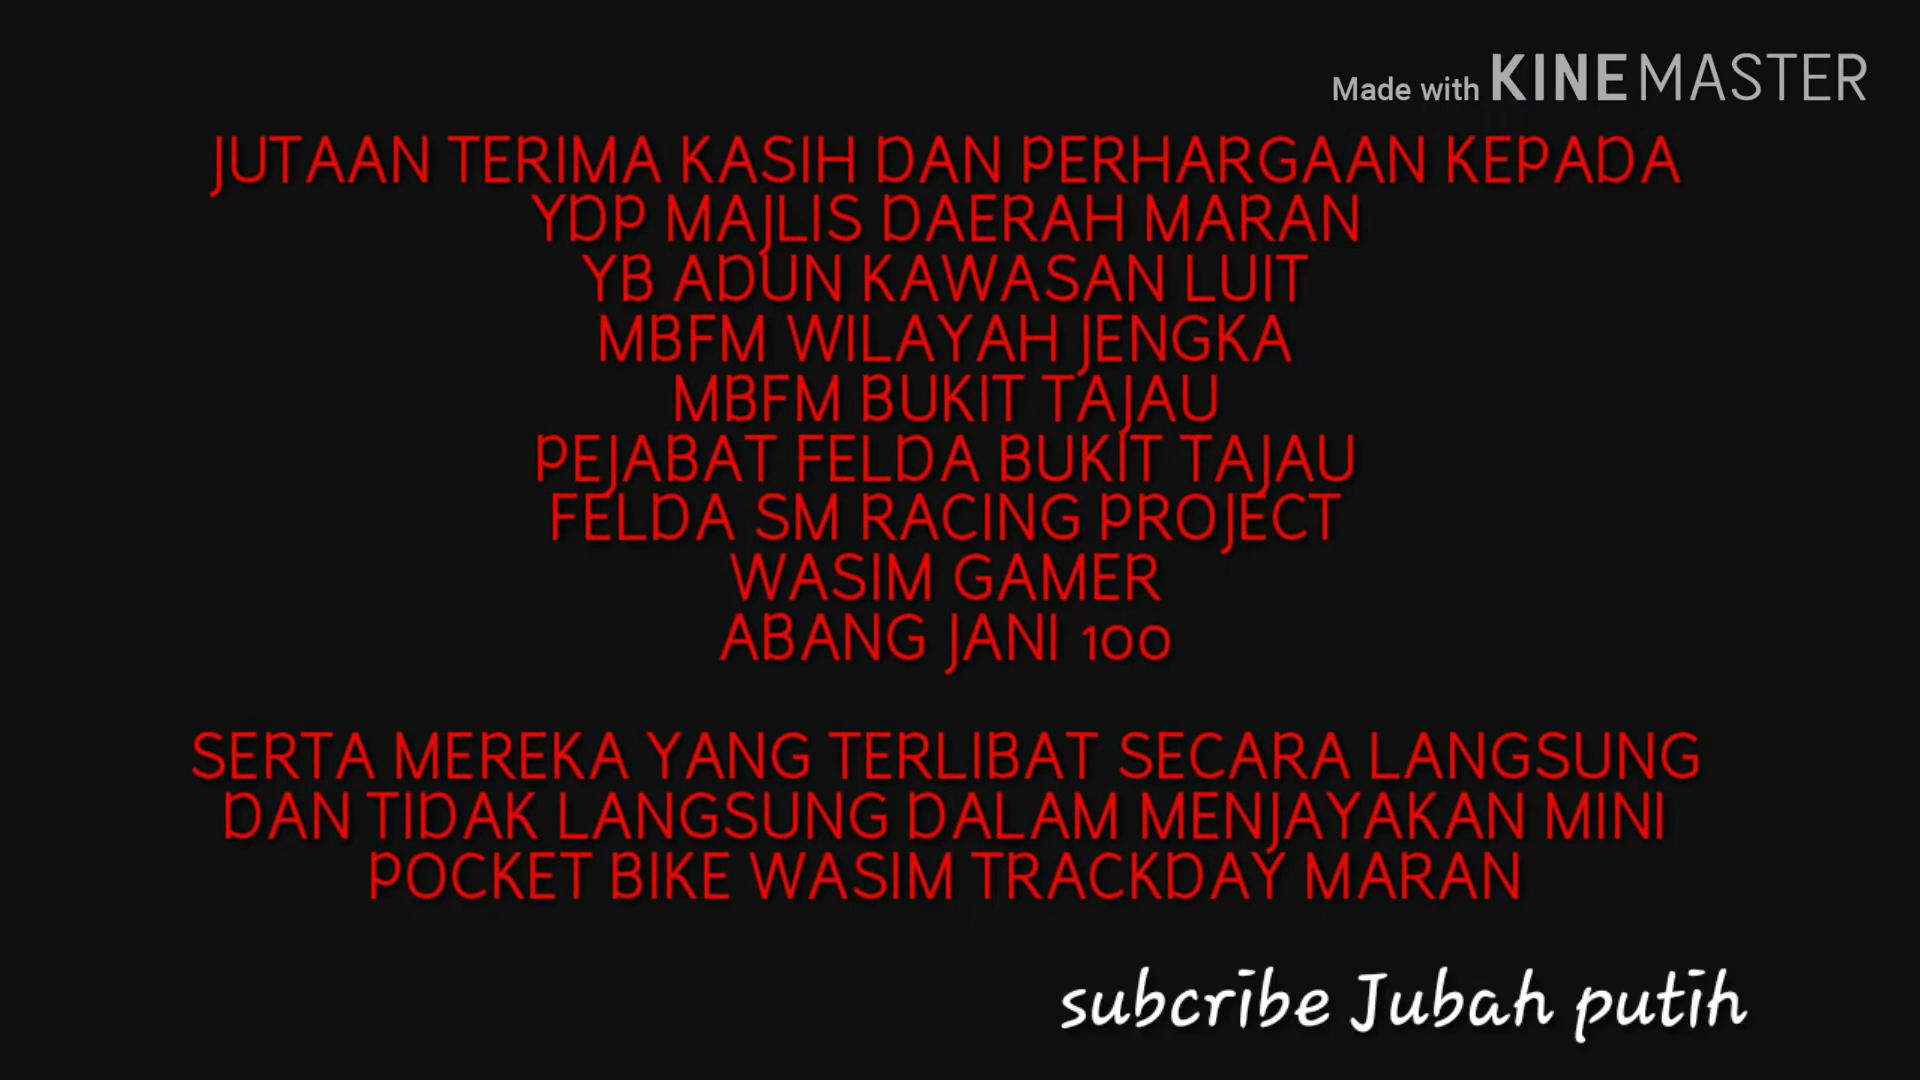 Made with KINEMASTER
JUTAAN TERIMA KASIH DAN PERHARGAAN KEPADA
YDP MAJLIS DAERAH MARAN
YB ADUN KAWASAN LUIT
MBFM WILAYAH JENGKA
MBFM BUKIT TAJAU
PEJABAT FELDA BUKIT TAJAU
FELDA SM RACING PROJECT
WASIM GAMER
ABANG JANI 100
SERTA MEREKA YANG TERLIBAT SECARA LANGSUNG
DAN TIDAK LANGSUNG DALAM MENJAYAKAN MINI
POCKET BIKE WASIM TRACKDAY MARAN
subcribe Jubah putih